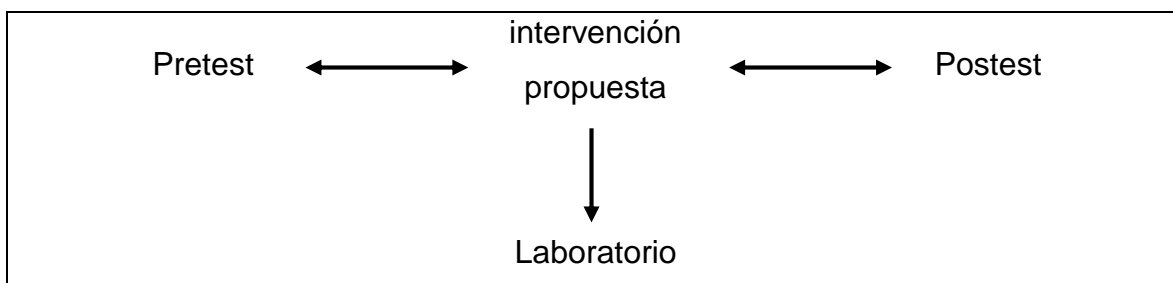 intervención
Pretest
Postest
propuesta
Laboratorio